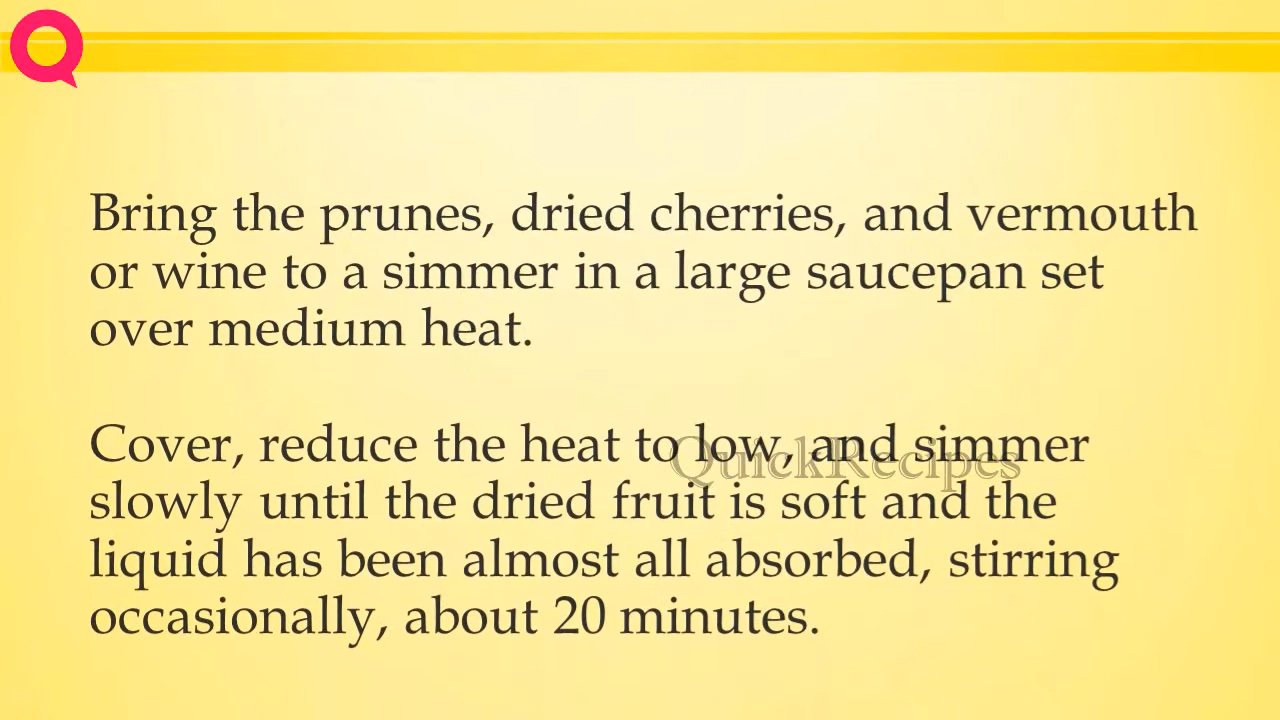 Bring the prunes, dried cherries, and vermouth
or wine to a simmer in a large saucepan set
over medium heat.
Cover, reduce the heat to low, and simmer
QuickRecipes
slowly until the dried fruit is soft and the
liquid has been almost all absorbed, stirring
occasionally, about 20 minutes.